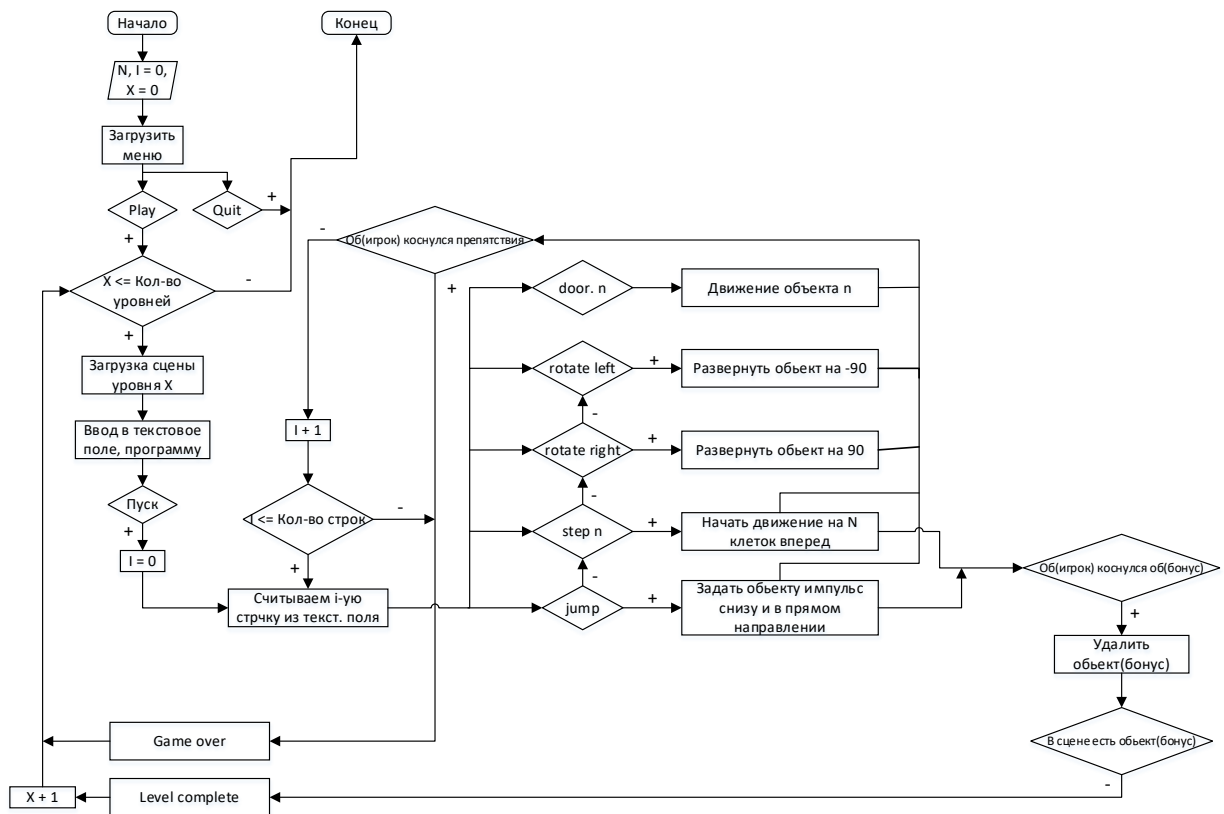 Начало
Конец
N, I = 0,
X = 0
Загрузить
меню
Play
Quit
+
+
X <= Кол-во
уровней
-
+
Загрузка сцены
уровня X
Ввод в текстовое
поле, программу
Пуск
+
I = 0
Об(игрок) коснулся препятствия
-
+
I + 1
I <= Кол-во строк
-
+
Считываем i-ую
стрчку из текст. поля
door. n
Движение объекта n
rotate left
+
Развернуть обьект на -90
-
rotate right
+
Развернуть обьект на 90
-
step n
+
Начать движение на N
клеток вперед
-
jump
+
Задать обьекту импульс
снизу и в прямом
направлении
Об(игрок) коснулся об(бонус)
+
Удалить
обьект(бонус)
В сцене есть обьект(бонус)
-
Game over
Level complete
X + 1